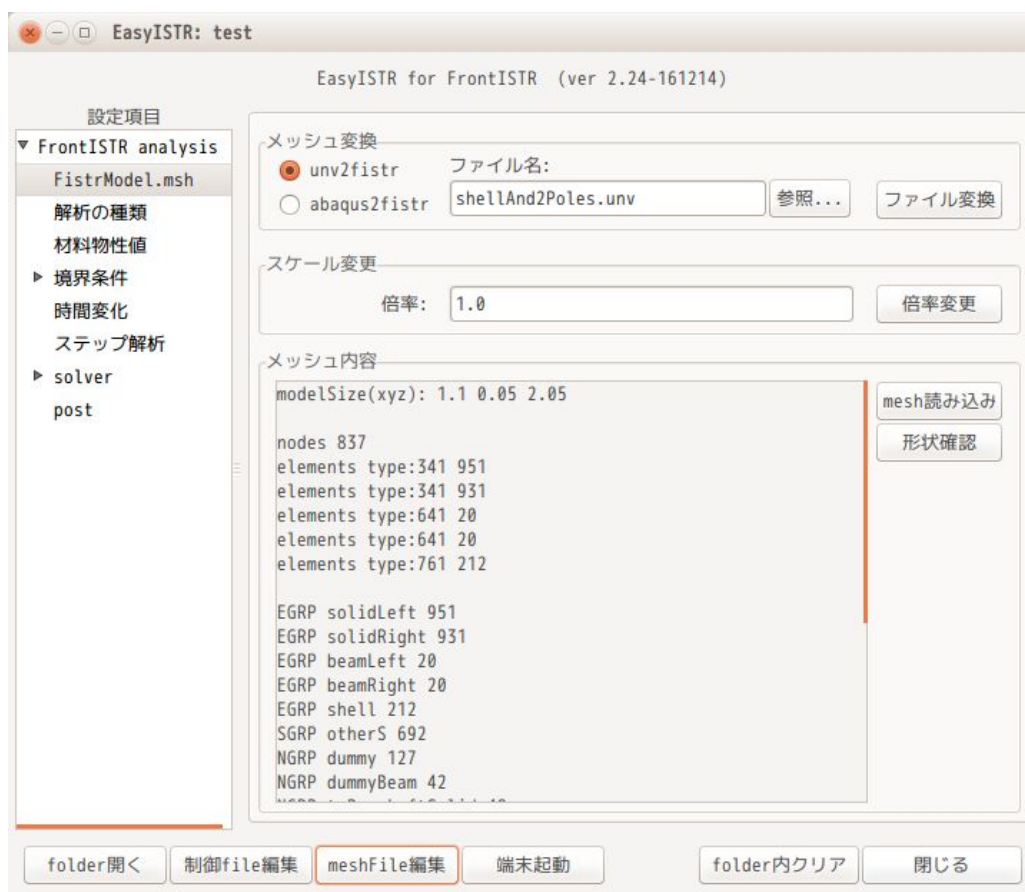 EasyISTR: test
EasyISTR for FrontISTR (ver 2.24-161214)
設定項目
FrontISTR analysis
FistrModel.msh
解析の種類
材料物性値
境界条件
時間変化
ステップ解析
solver
post
メッシュ変換
unv2fistr
ファイル名:
abaqus2fistr
shellAnd2Poles.unv
参照...
ファイル変換
スケール変更
倍率:
1.0
倍率変更
メッシュ内容
modelSize(xyz): 1.1 0.05 2.05
nodes 837
elements type:341 951
elements type:341 931
elements type:641 20
elements type:641 20
elements type:761 212
EGRP solidLeft 951
EGRP solidRight 931
EGRP beamLeft 20
EGRP beamRight 20
EGRP shell 212
SGRP otherS 692
NGRP dummy 127
NGRP dummyBeam 42
mesh読み込み
形状確認
folder開く
制御file編集
meshFile編集
端末起動
folder内クリア
閉じる